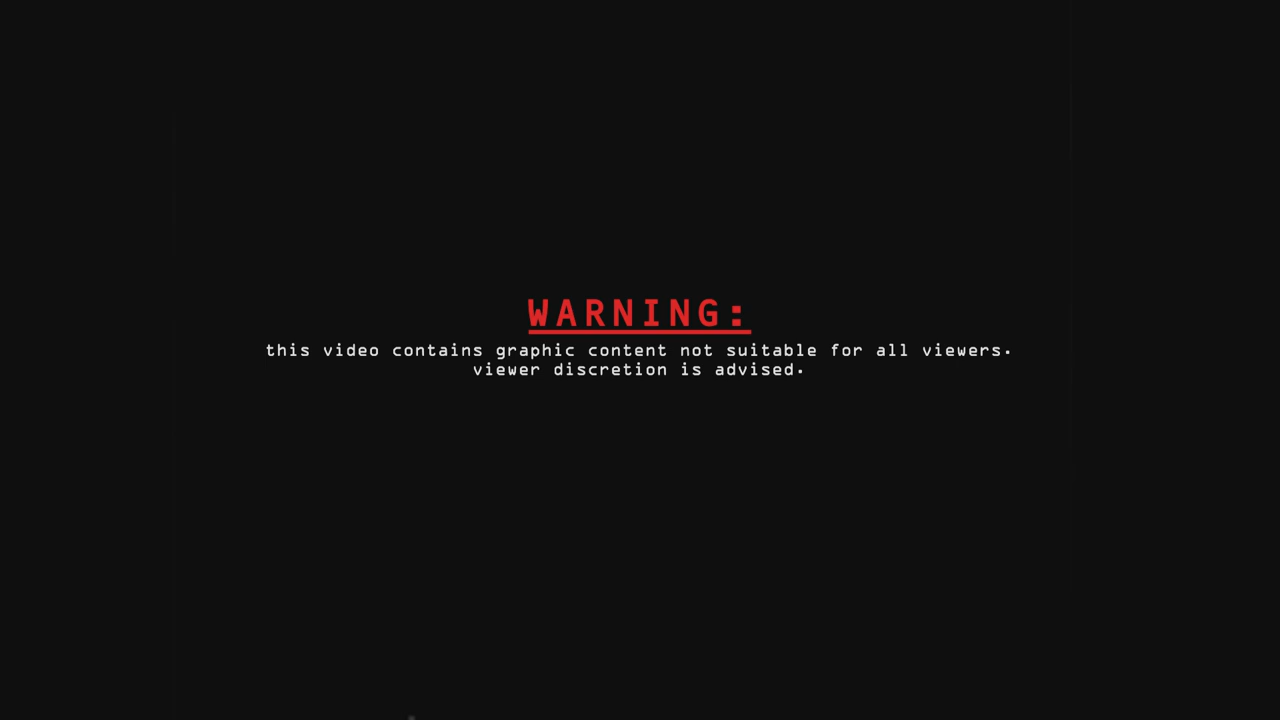 WARNING:
this video contains graphic content not suitable for all viewers.
viewer discretion is advised.